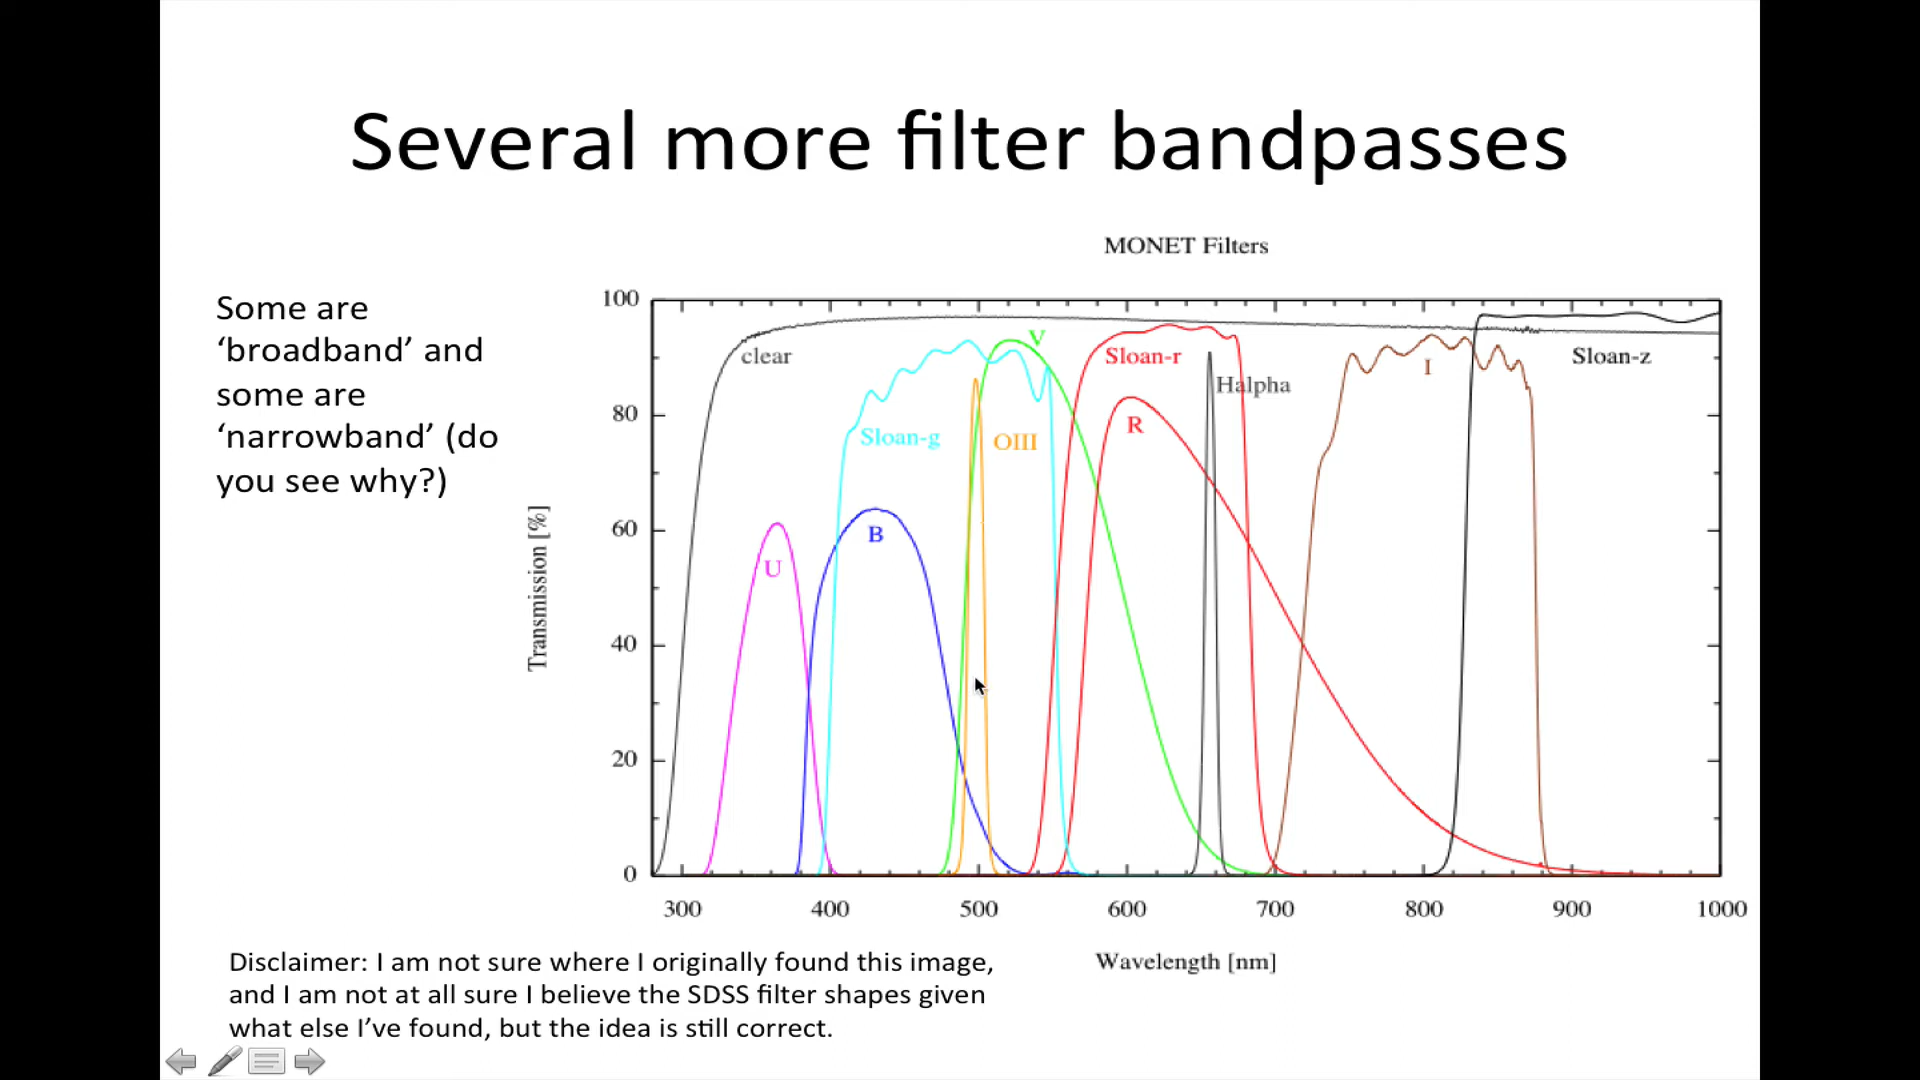 Several more filter bandpasses
MONET Filters
Some are
‘broadband’ and
some are
‘narrowband’ (do
you see why?)
100
80
60
40
20
0
Transmission [%]
clear
V
Sloan-r
I
Sloan-z
Halpha
R
Sloan-g
OIII
B
U
300 400 500 600 700 800 900 1000
Wavelength [nm]
Disclaimer: I am not sure where I originally found this image,
and I am not at all sure I believe the SDSS filter shapes given
what else I’ve found, but the idea is still correct.